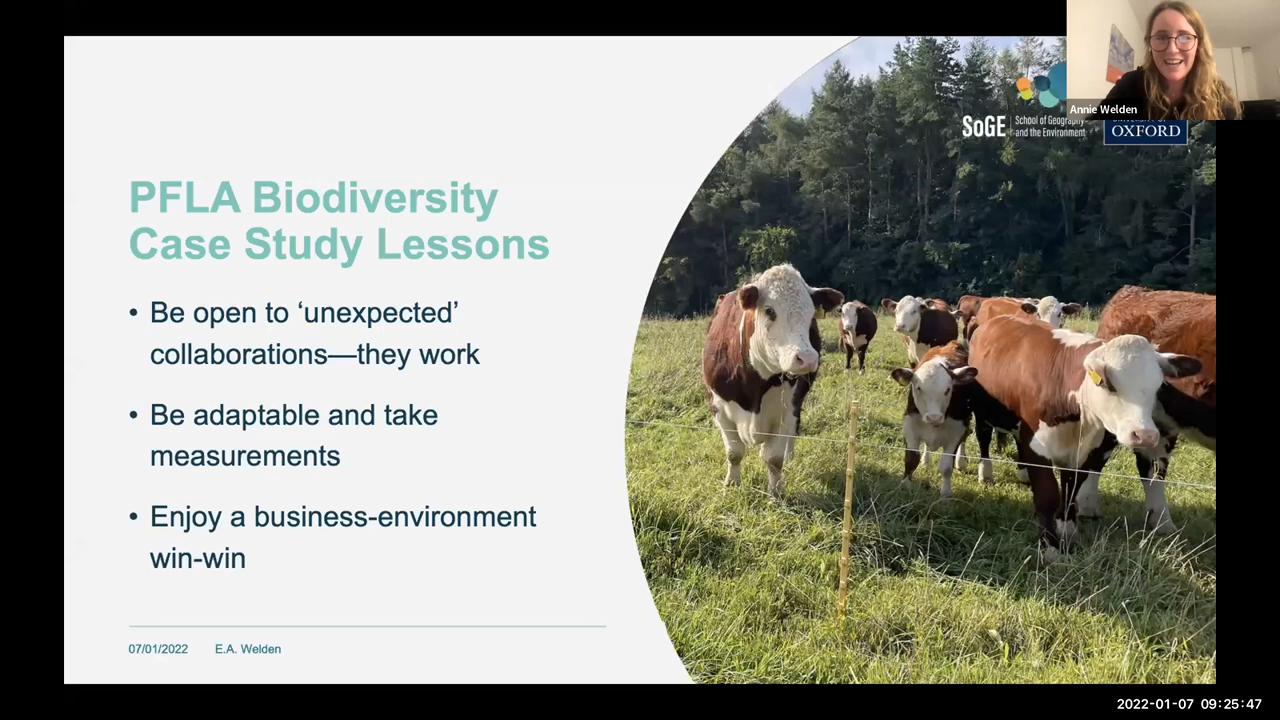 PFLA Biodiversity
Case Study Lessons
• Be open to ‘unexpected’
collaborations—they work
• Be adaptable and take
measurements
• Enjoy a business-environment
win-win
07/01/2022 E.A. Welden
SoGE
School of Geography
and the Environment
OXFORD
Annie Welden
2022-01-07 09:25:47